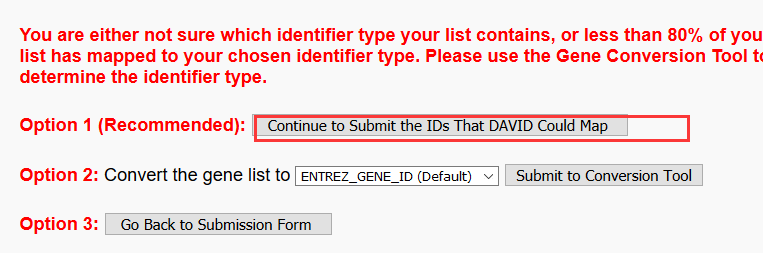 You are either not sure which identifier type your list contains, or less than 80% of you
list has mapped to your chosen identifier type. Please use the Gene Conversion Tool to
determine the identifier type.
Option 1 (Recommended): Continue to Submit the IDs That DAVID Could Map
Option 2: Convert the gene list to ENTREZ_GENE_ID (Default) Submit to Conversion Tool
Option 3: Go Back to Submission Form